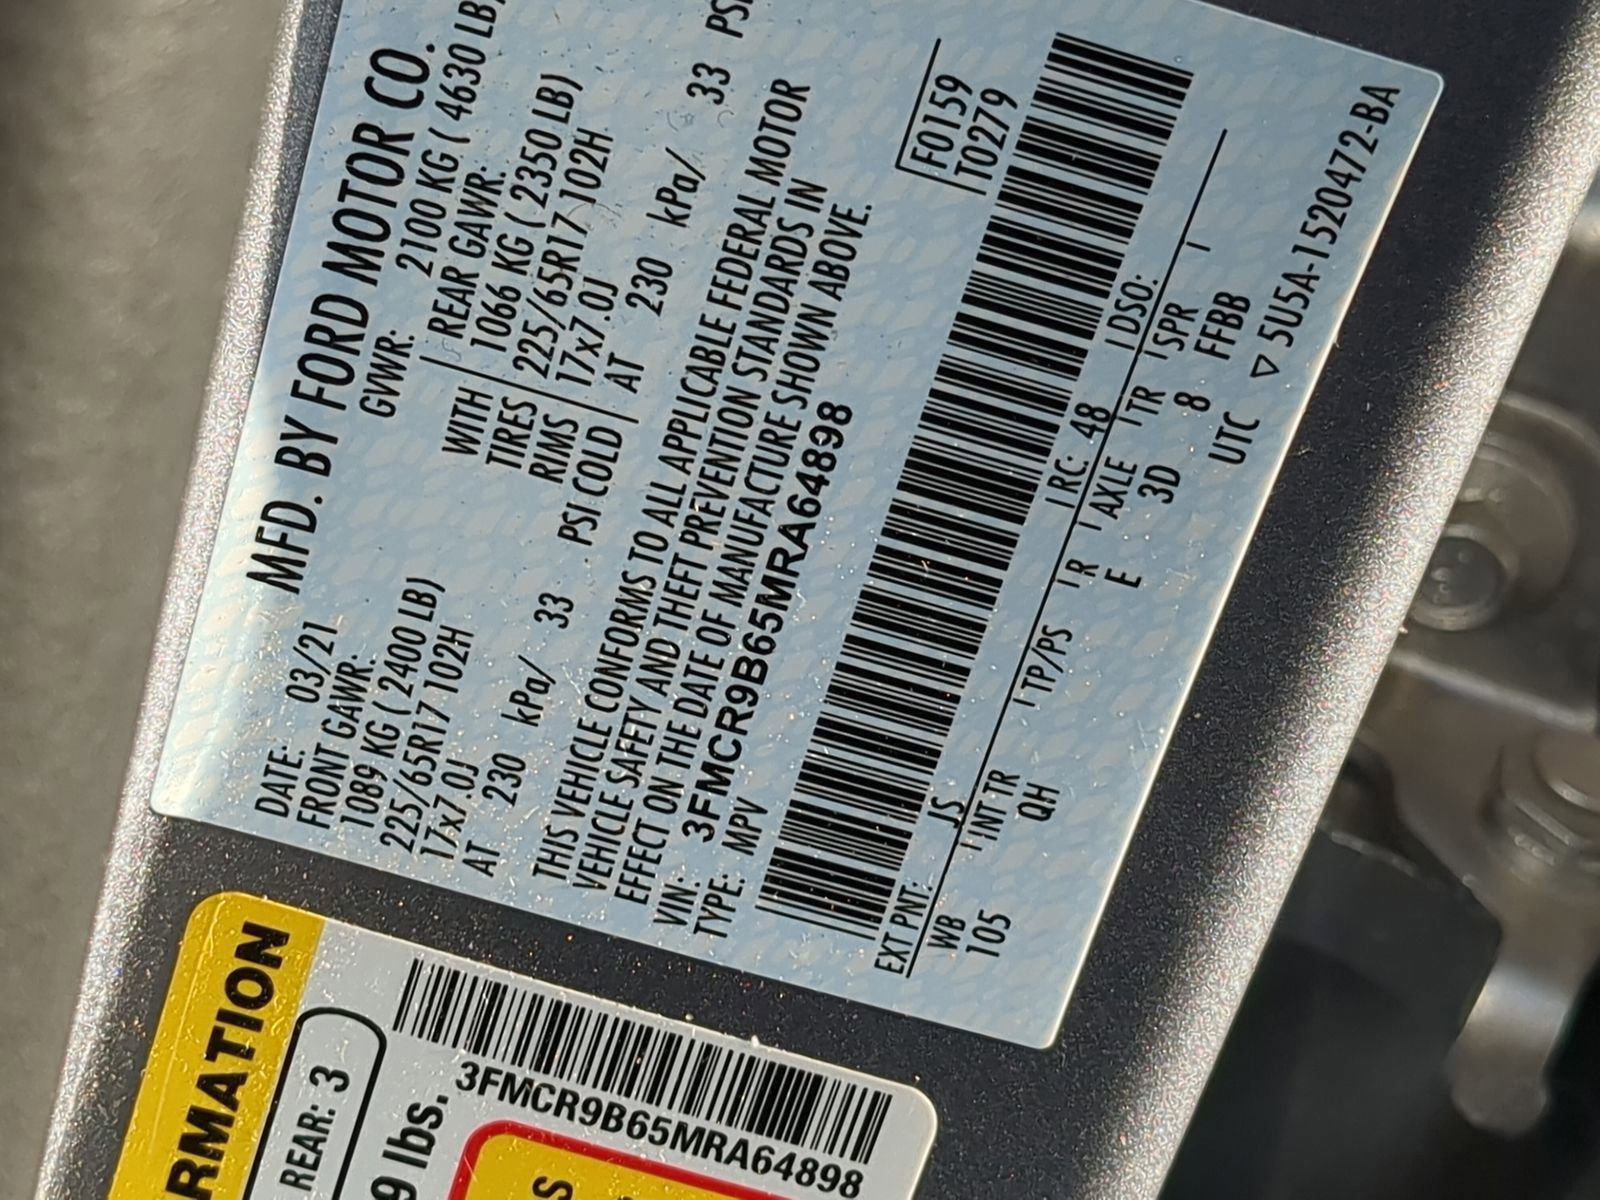 MFD. BY FORD MOTOR CO.
DATE: 03/21 GVWR: 2100 KG ( 4630 LB)
FRONT GAWR: REAR GAWR:
1089 KG ( 2400 LB) WITH 1066 KG ( 2350 LB)
225/65R17 102H TIRES 225/65R17 102H
17x7.0J RIMS 17x7.0J
AT 230 kPa/ 33 PSI COLD AT 230 kPa/ 33 PSI
THIS VEHICLE CONFORMS TO ALL APPLICABLE FEDERAL MOTOR
VEHICLE SAFETY AND THEFT PREVENTION STANDARDS IN
EFFECT ON THE DATE OF MANUFACTURE SHOWN ABOVE.
VIN: 3FMCR9B65MRA64898
TYPE: MPV
F0159
T0279
EXT PNT: JS RC: 48 DSO:
WB INT TR TP/PS R AXLE TR SPR
105 QH E 3D 8 FFBB
UTC ▽ 5U5A-1520472-BA
RMATION
REAR: 3
9 lbs.
3FMCR9B65MRA64898